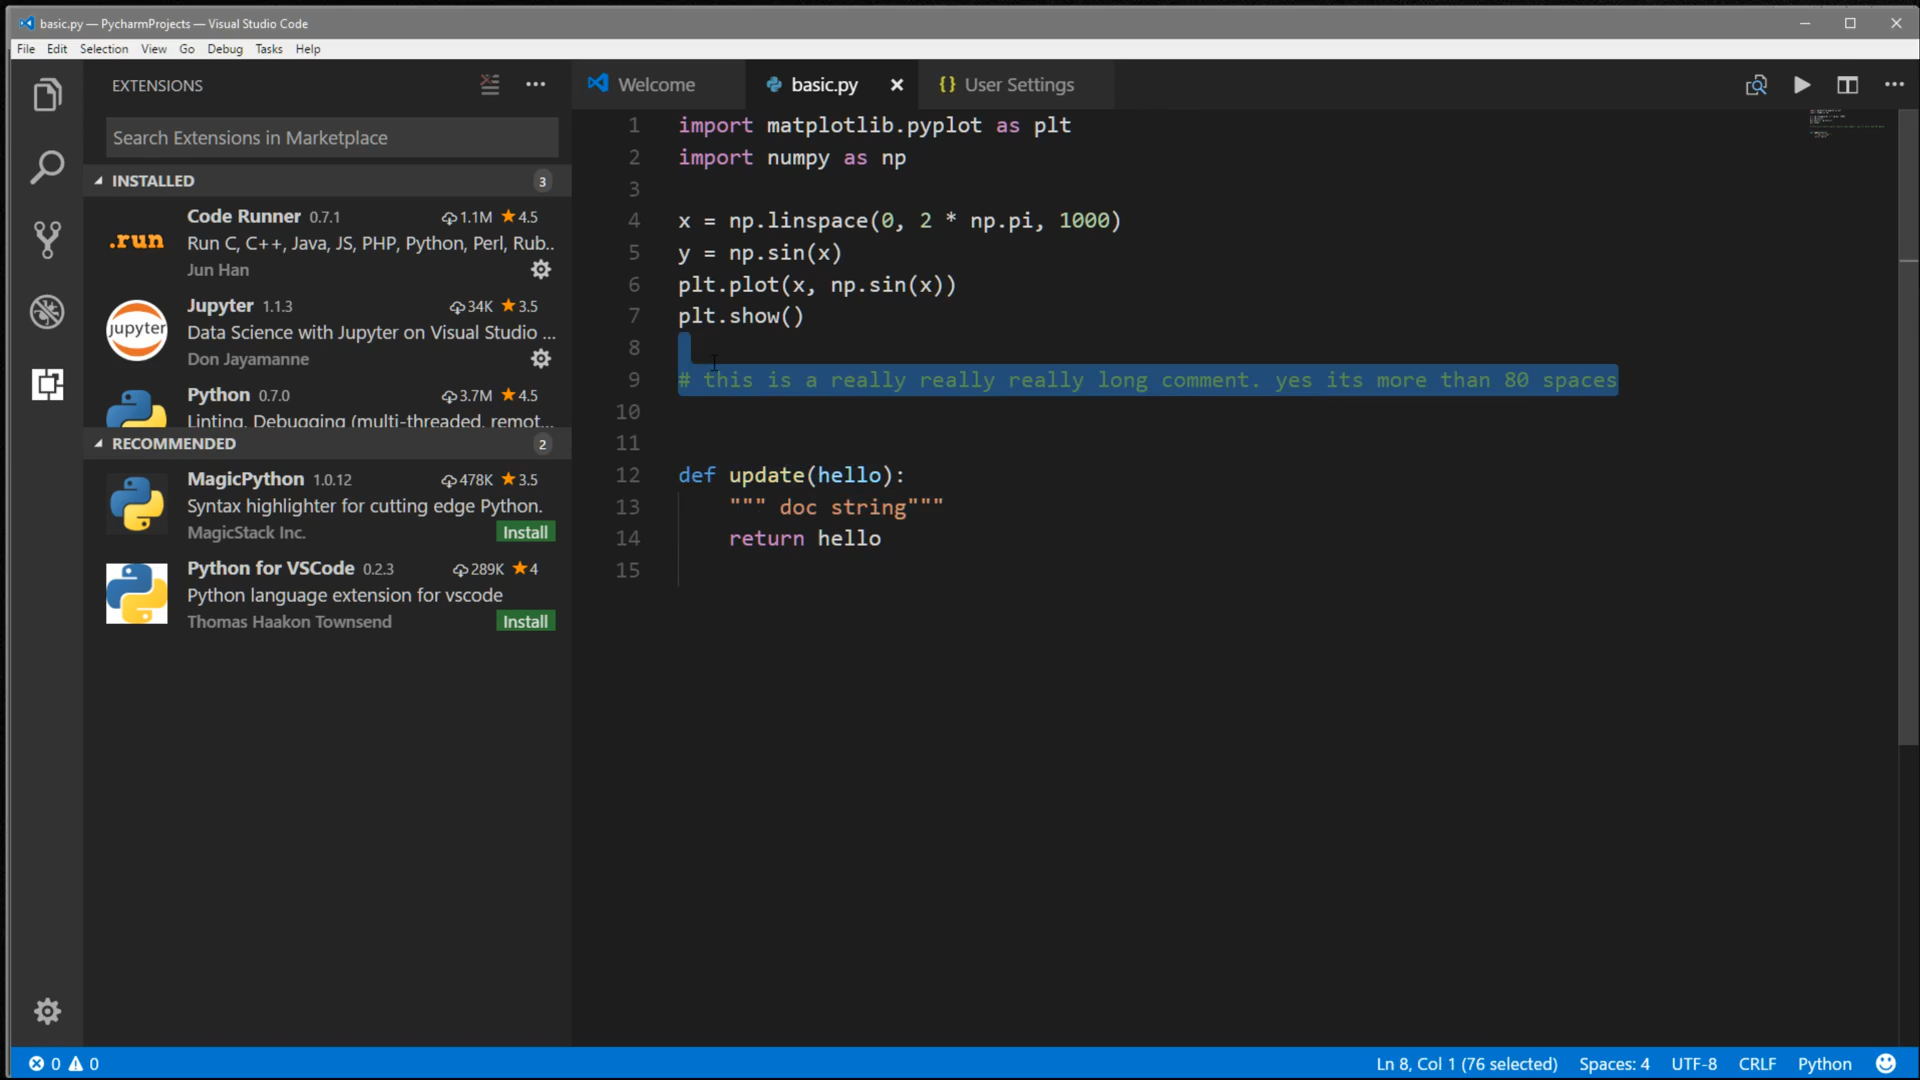 basic.py — PycharmProjects — Visual Studio Code
File Edit Selection View Go Debug Tasks Help
EXTENSIONS
Search Extensions in Marketplace
INSTALLED 3
.run
Code Runner 0.7.1 1.1M ★4.5
Run C, C++, Java, JS, PHP, Python, Perl, Rub...
Jun Han
jupyter
Jupyter 1.1.3 34K ★3.5
Data Science with Jupyter on Visual Studio ...
Don Jayamanne
Python 0.7.0 3.7M ★4.5
Linting, Debugging (multi-threaded, remot...
RECOMMENDED 2
MagicPython 1.0.12 478K ★3.5
Syntax highlighter for cutting edge Python.
MagicStack Inc. Install
Python for VSCode 0.2.3 289K ★4
Python language extension for vscode
Thomas Haakon Townsend Install
Welcome basic.py × {} User Settings
1 import matplotlib.pyplot as plt
2 import numpy as np
3
4 x = np.linspace(0, 2 * np.pi, 1000)
5 y = np.sin(x)
6 plt.plot(x, np.sin(x))
7 plt.show()
8
9 # this is a really really really long comment. yes its more than 80 spaces
10
11
12 def update(hello):
13 """ doc string"""
14 return hello
15
0 0 Ln 8, Col 1 (76 selected) Spaces: 4 UTF-8 CRLF Python